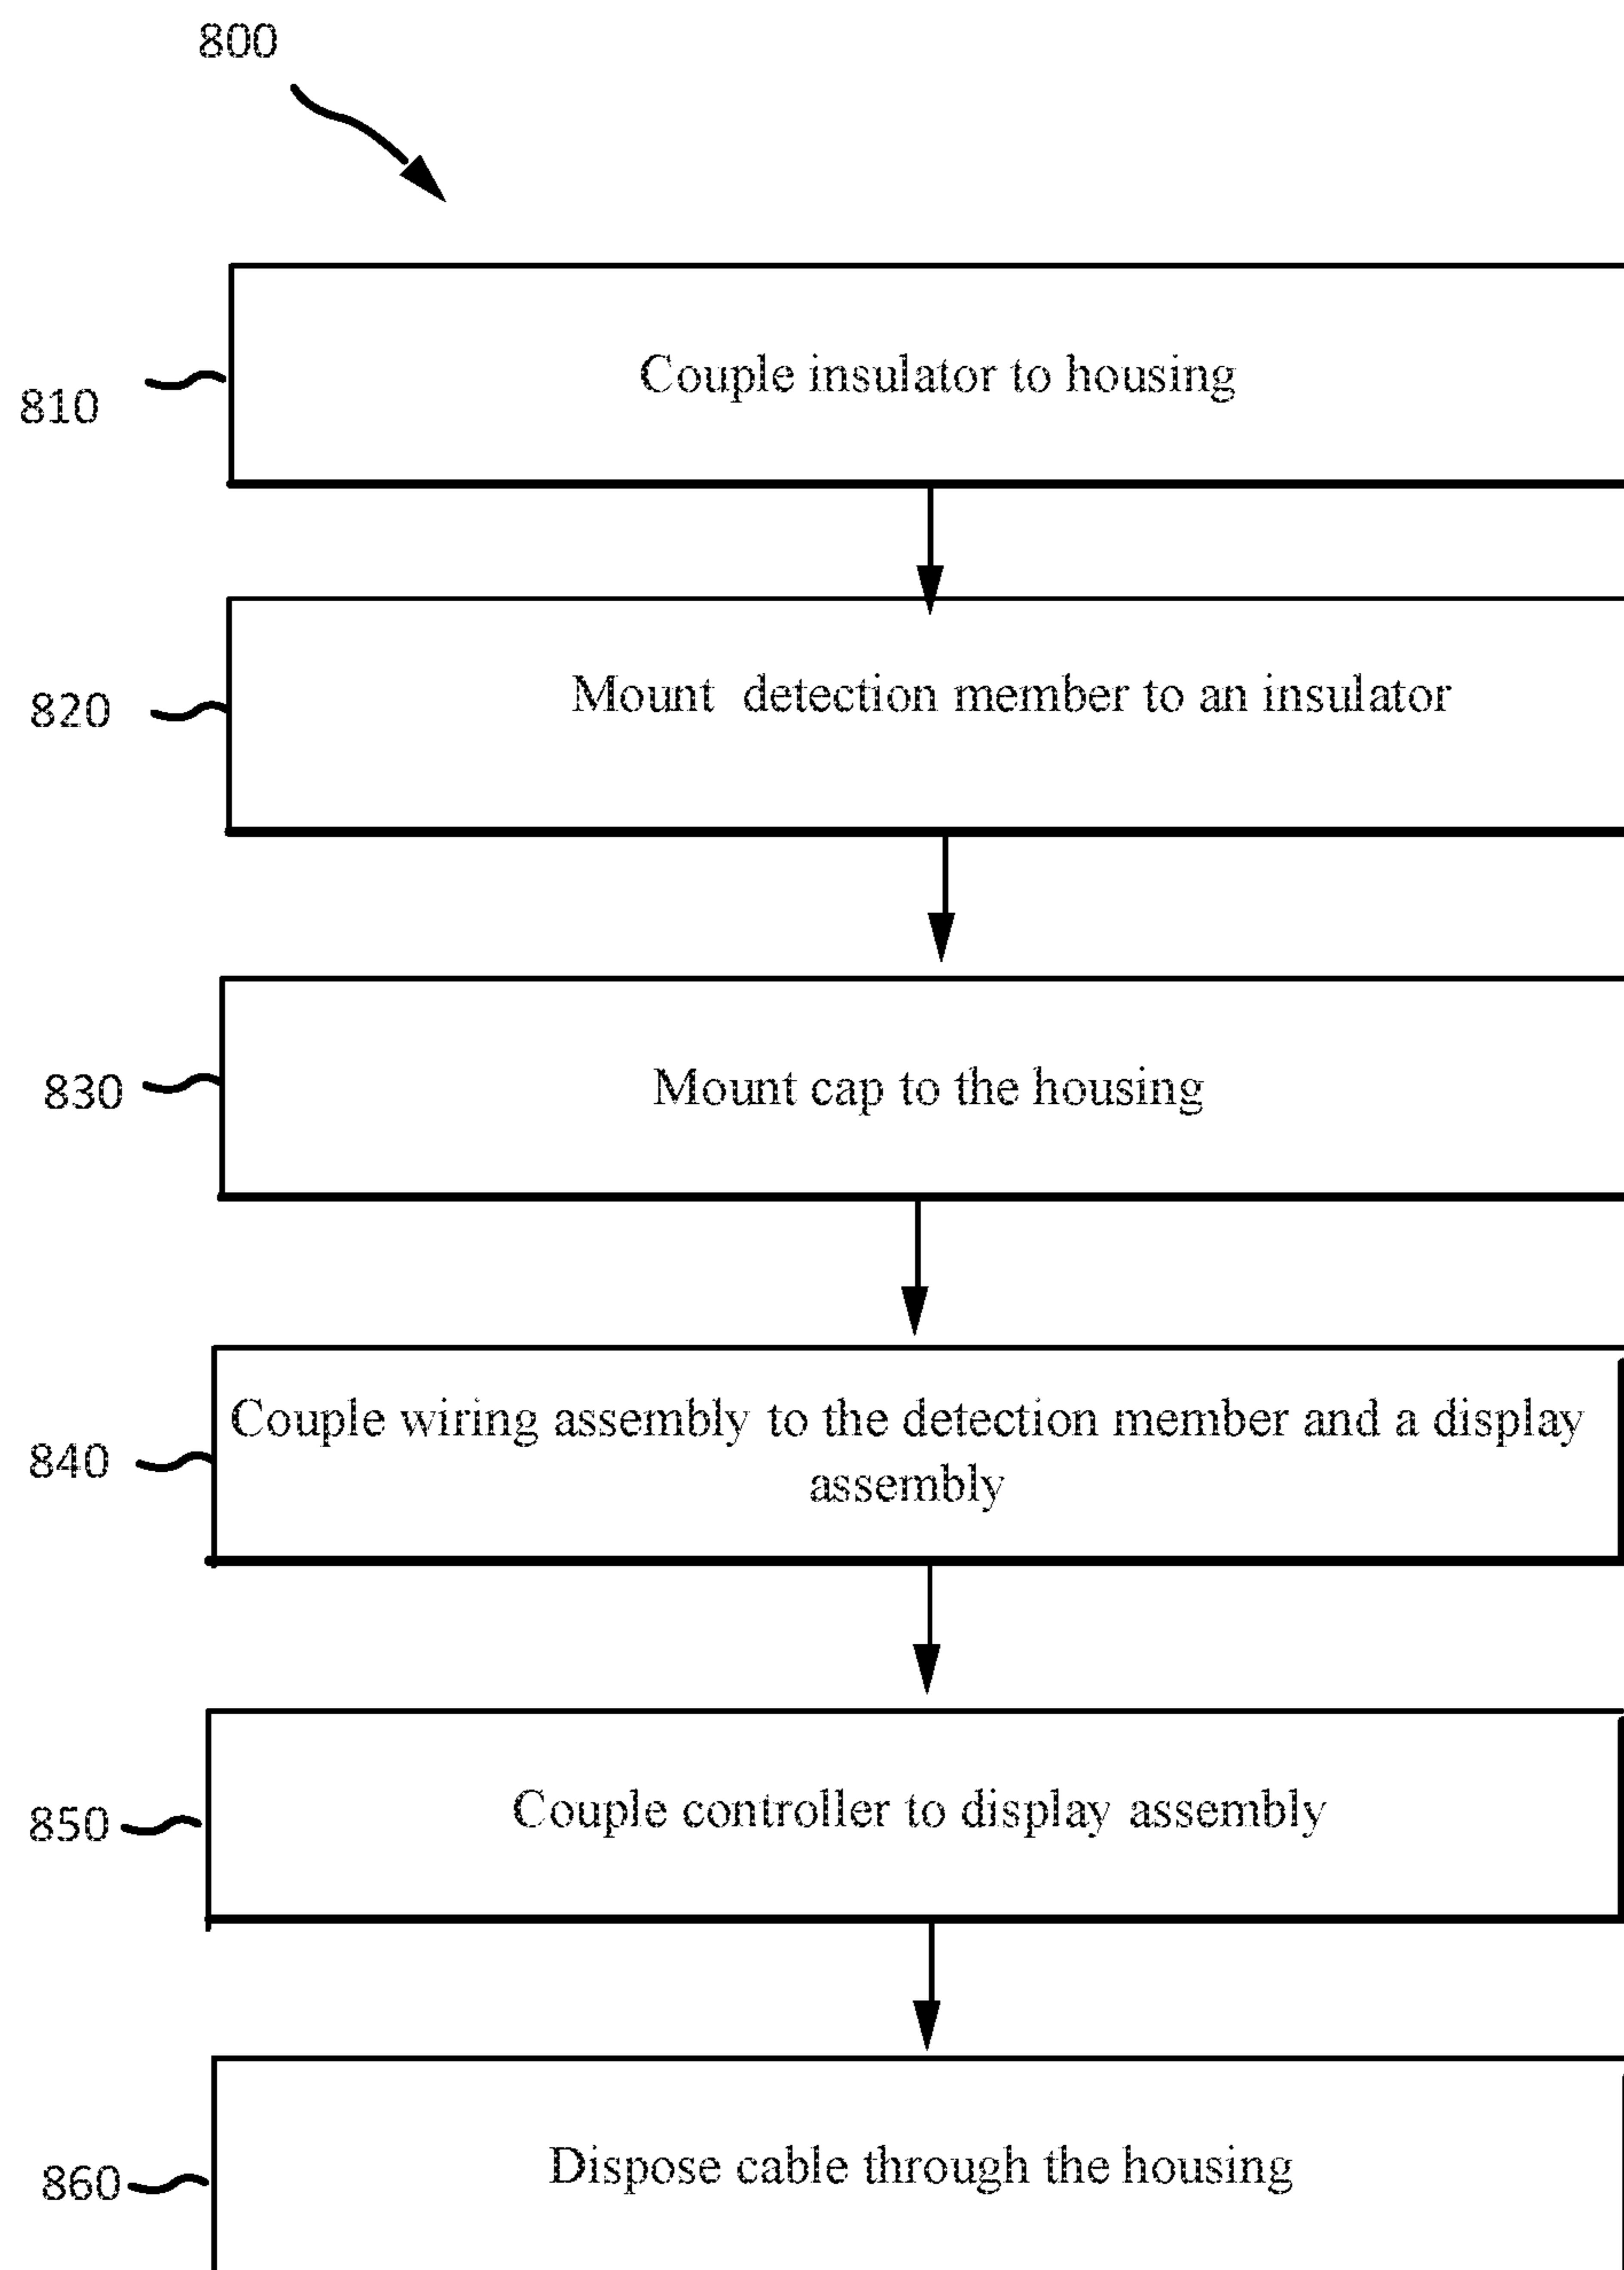 800
810
Couple insulator to housing
820
Mount detection member to an insulator
830
Mount cap to the housing
840
Couple wiring assembly to the detection member and a display
assembly
850
Couple controller to display assembly
860
Dispose cable through the housing